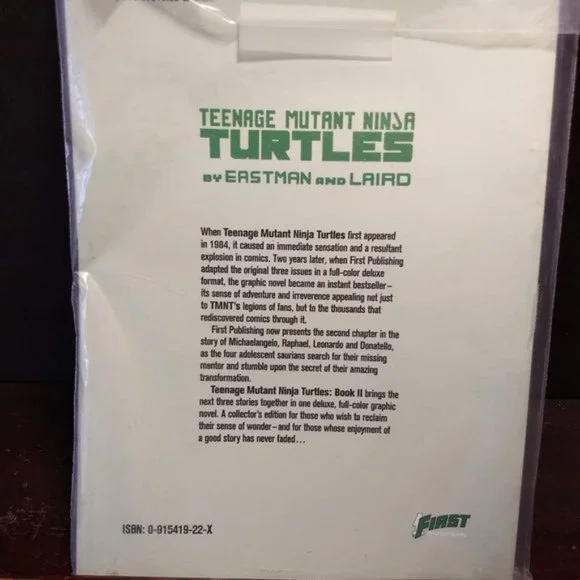 TEENAGE MUTANT NINJA
TURTLES
BY EASTMAN AND LAIRD
When Teenage Mutant Ninja Turtles first appeared
in 1984, it caused an immediate sensation and a resultant
explosion in comics. Two years later, when First Publishing
adapted the original three issues in a full-color deluxe
format, the graphic novel became an instant bestseller—
its sense of adventure and irreverence appealing not just
to TMNT's legions of fans, but to the thousands that
rediscovered comics through it.
First Publishing now presents the second chapter in the
story of Michaelangelo, Raphael, Leonardo and Donatello,
as the four adolescent saurians search for their missing
mentor and stumble upon the secret of their amazing
transformation.
Teenage Mutant Ninja Turtles: Book II brings the
next three stories together in one deluxe, full-color graphic
novel. A collector's edition for those who wish to reclaim
their sense of wonder—and for those whose enjoyment of
a good story has never faded...
ISBN: 0-915419-22-X
FIRST